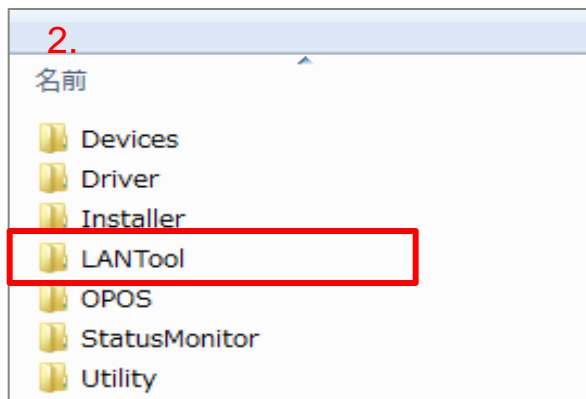 2.
名前
Devices
Driver
Installer
LANTool
OPOS
StatusMonitor
Utility